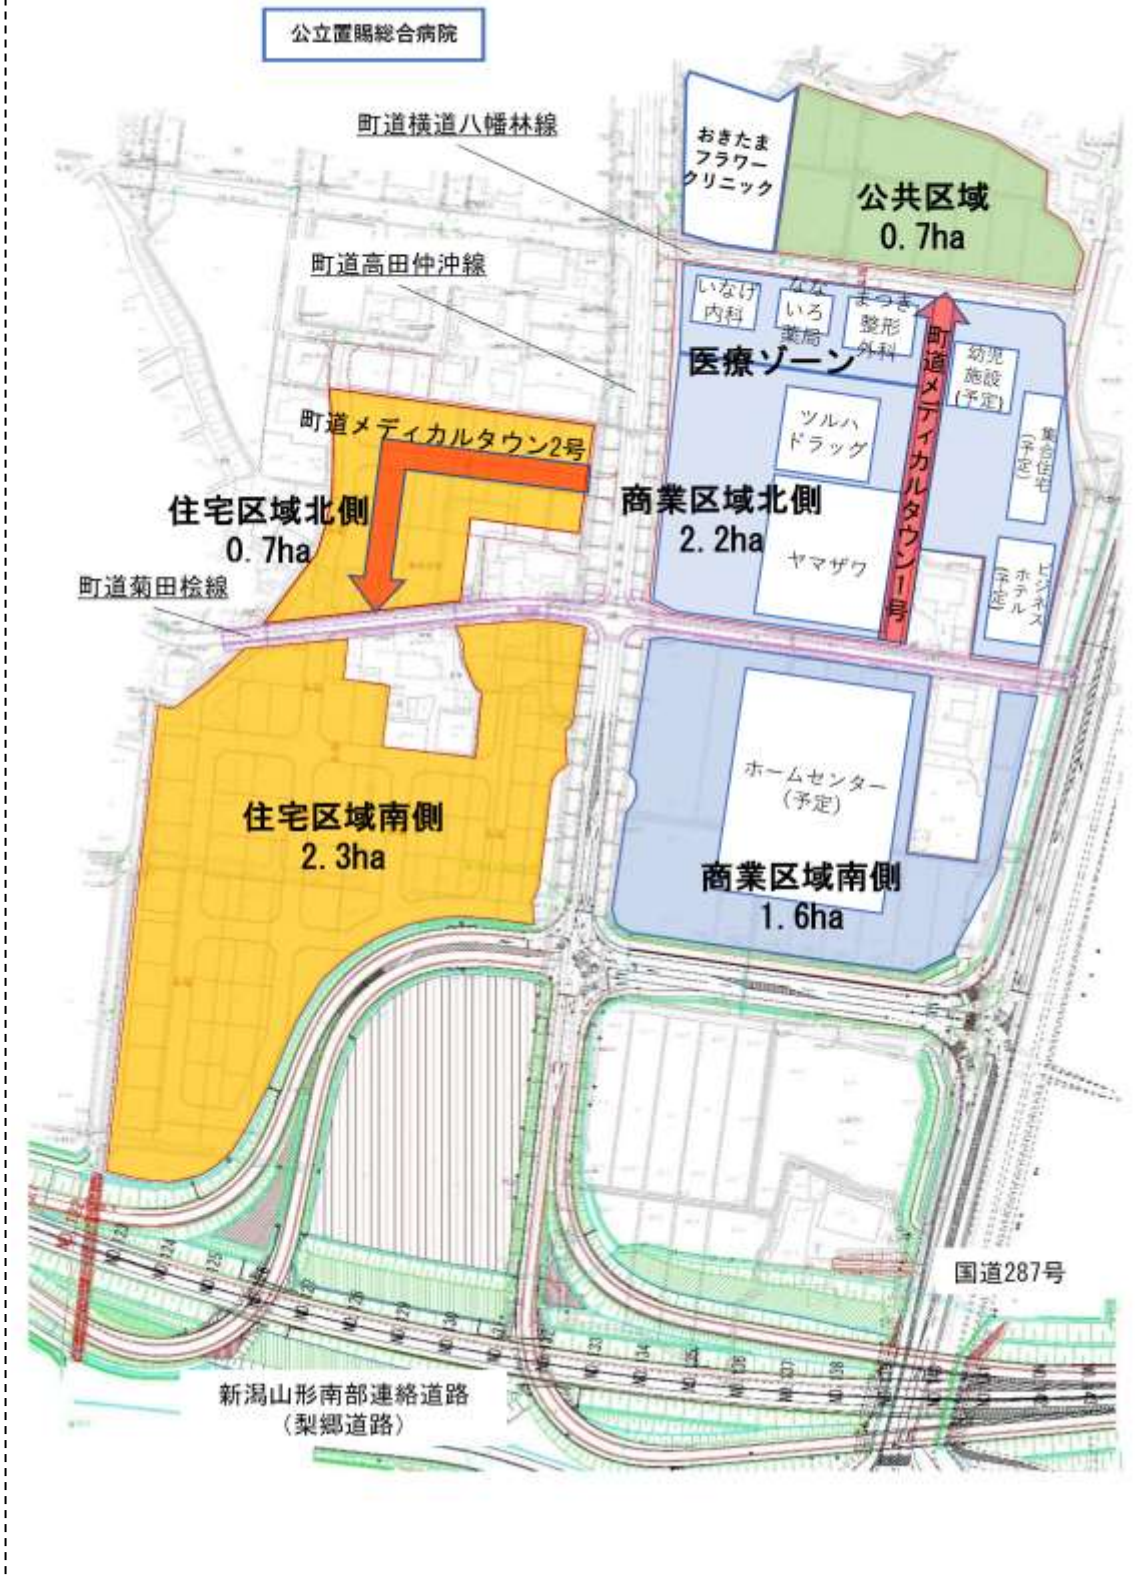 公立置賜総合病院
町道横道八幡林線
おきたま
フラワー
クリニック
公共区域
0.7ha
町道高田仲沖線
いなげ
内科
なな
いろ
薬局
まつき
整形
外科
医療ゾーン
幼児
施設
(予定)
町道メディカルタウン1号
ツルハ
ドラッグ
集合住宅
(予定)
町道メディカルタウン2号
住宅区域北側
0.7ha
商業区域北側
2.2ha
ヤマザワ
ビジネス
ホテル
(予定)
町道菊田桧線
ホームセンター
(予定)
住宅区域南側
2.3ha
商業区域南側
1.6ha
国道287号
新潟山形南部連絡道路
(梨郷道路)